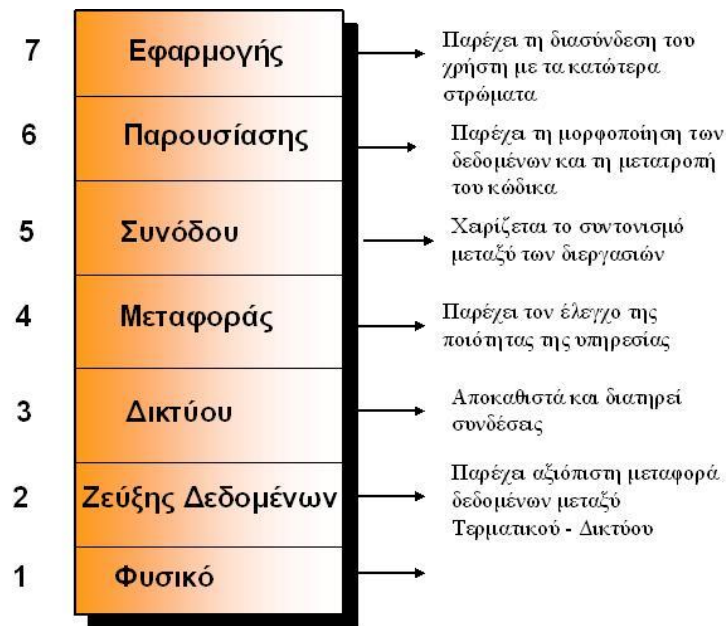 7
Εφαρμογής
Παρέχει τη διασύνδεση του
χρήστη με τα κατώτερα
στρώματα
6
Παρουσίασης
Παρέχει τη μορφοποίηση των
δεδομένων και τη μετατροπή
του κώδικα
5
Συνόδου
Χειρίζεται το συντονισμό
μεταξύ των διεργασιών
4
Μεταφοράς
Παρέχει τον έλεγχο της
ποιότητας της υπηρεσίας
3
Δικτύου
Αποκαθιστά και διατηρεί
συνδέσεις
2
Ζεύξης Δεδομένων
Παρέχει αξιόπιστη μεταφορά
δεδομένων μεταξύ
Τερματικού - Δικτύου
1
Φυσικό